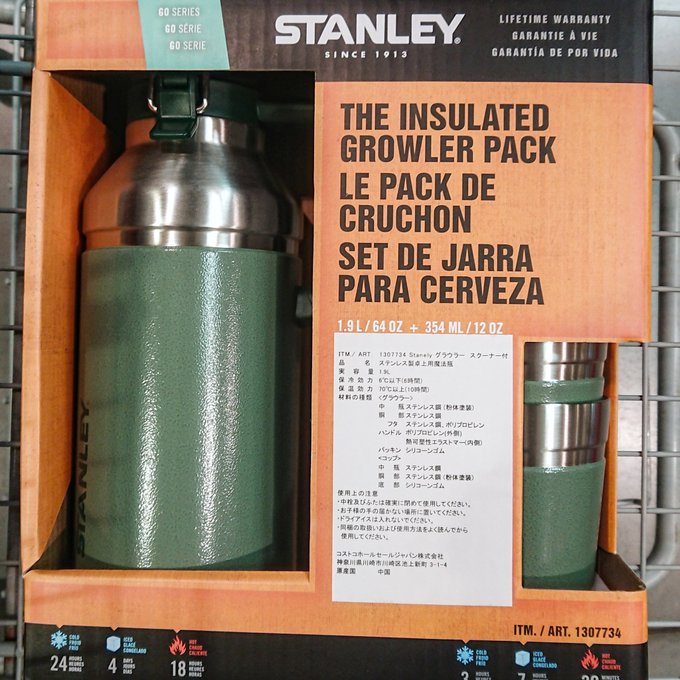 GO SERIES
GO SÉRIE
GO SERIE
STANLEY
SINCE 1913
LIFETIME WARRANTY
GARANTIE À VIE
GARANTÍA DE POR VIDA
THE INSULATED
GROWLER PACK
LE PACK DE
CRUCHON
SET DE JARRA
PARA CERVEZA
1.9 L / 64 OZ + 354 ML / 12 OZ
ITM./ ART 1307734 Stanely グラウラー スクーナー付
品 名 ステンレス製卓上用魔法瓶
実 容 量 1.9L
保 冷 効 力 6℃以下(6時間)
保 温 効 力 70℃以上(10時間)
材料の種類 <グラウラー>
中 瓶 ステンレス鋼 (粉体塗装)
胴 部 ステンレス鋼
フタ ステンレス鋼、ポリプロピレン
ハンドル ポリプロピレン(外側)
熱可塑性エラストマー(内側)
パッキン シリコーンゴム
<コップ>
中 瓶 ステンレス鋼
胴 部 ステンレス鋼 (粉体塗装)
底 部 シリコーンゴム
使用上の注意
・中栓及びふたは確実に閉めて使用してください。
・お子様の手の届かない場所に置いてください。
・ドライアイスは入れないでください。
・同梱の取扱いおよび使用方法をよく読んでから
使用してください。
コストコホールセールジャパン株式会社
神奈川県川崎市川崎区池上新町 3-1-4
原産国 中国
STANLEY
ITM. / ART. 1307734
COLD
FROID
FRÍO
24 HOURS
HEURES
HORAS
ICED
GLACÉ
CONGELADO
4 DAYS
JOURS
DÍAS
HOT
CHAUD
CALIENTE
18 HOURS
HEURES
HORAS
COLD
FROID
FRÍO
HOURS
HEURES
ICED
GLACÉ
CONGELADO
HOURS
HEURES
HOT
CHAUD
CALIENTE
MINUTES